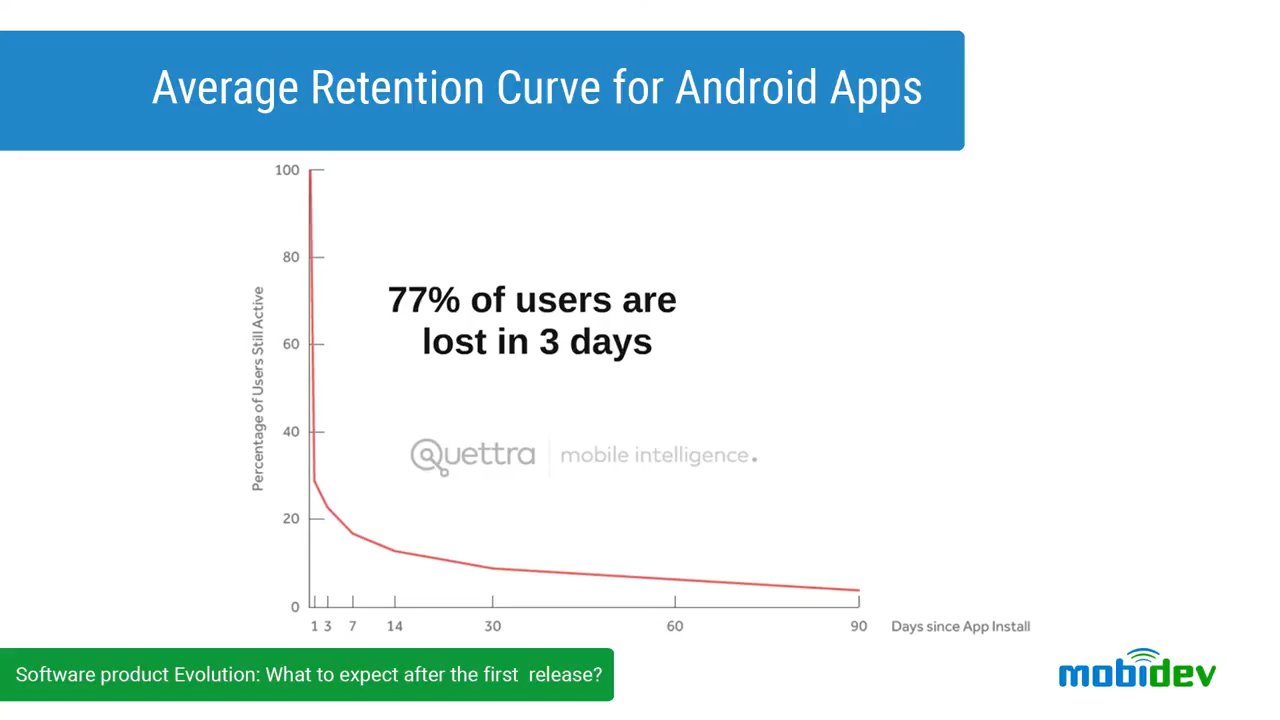 Average Retention Curve for Android Apps
100
80
60
40
20
0
Percentage of Users Still Active
77% of users are
lost in 3 days
Quettra | mobile intelligence.
1 3 7 14 30 60 90 Days since App Install
Software product Evolution: What to expect after the first release?
mobidev